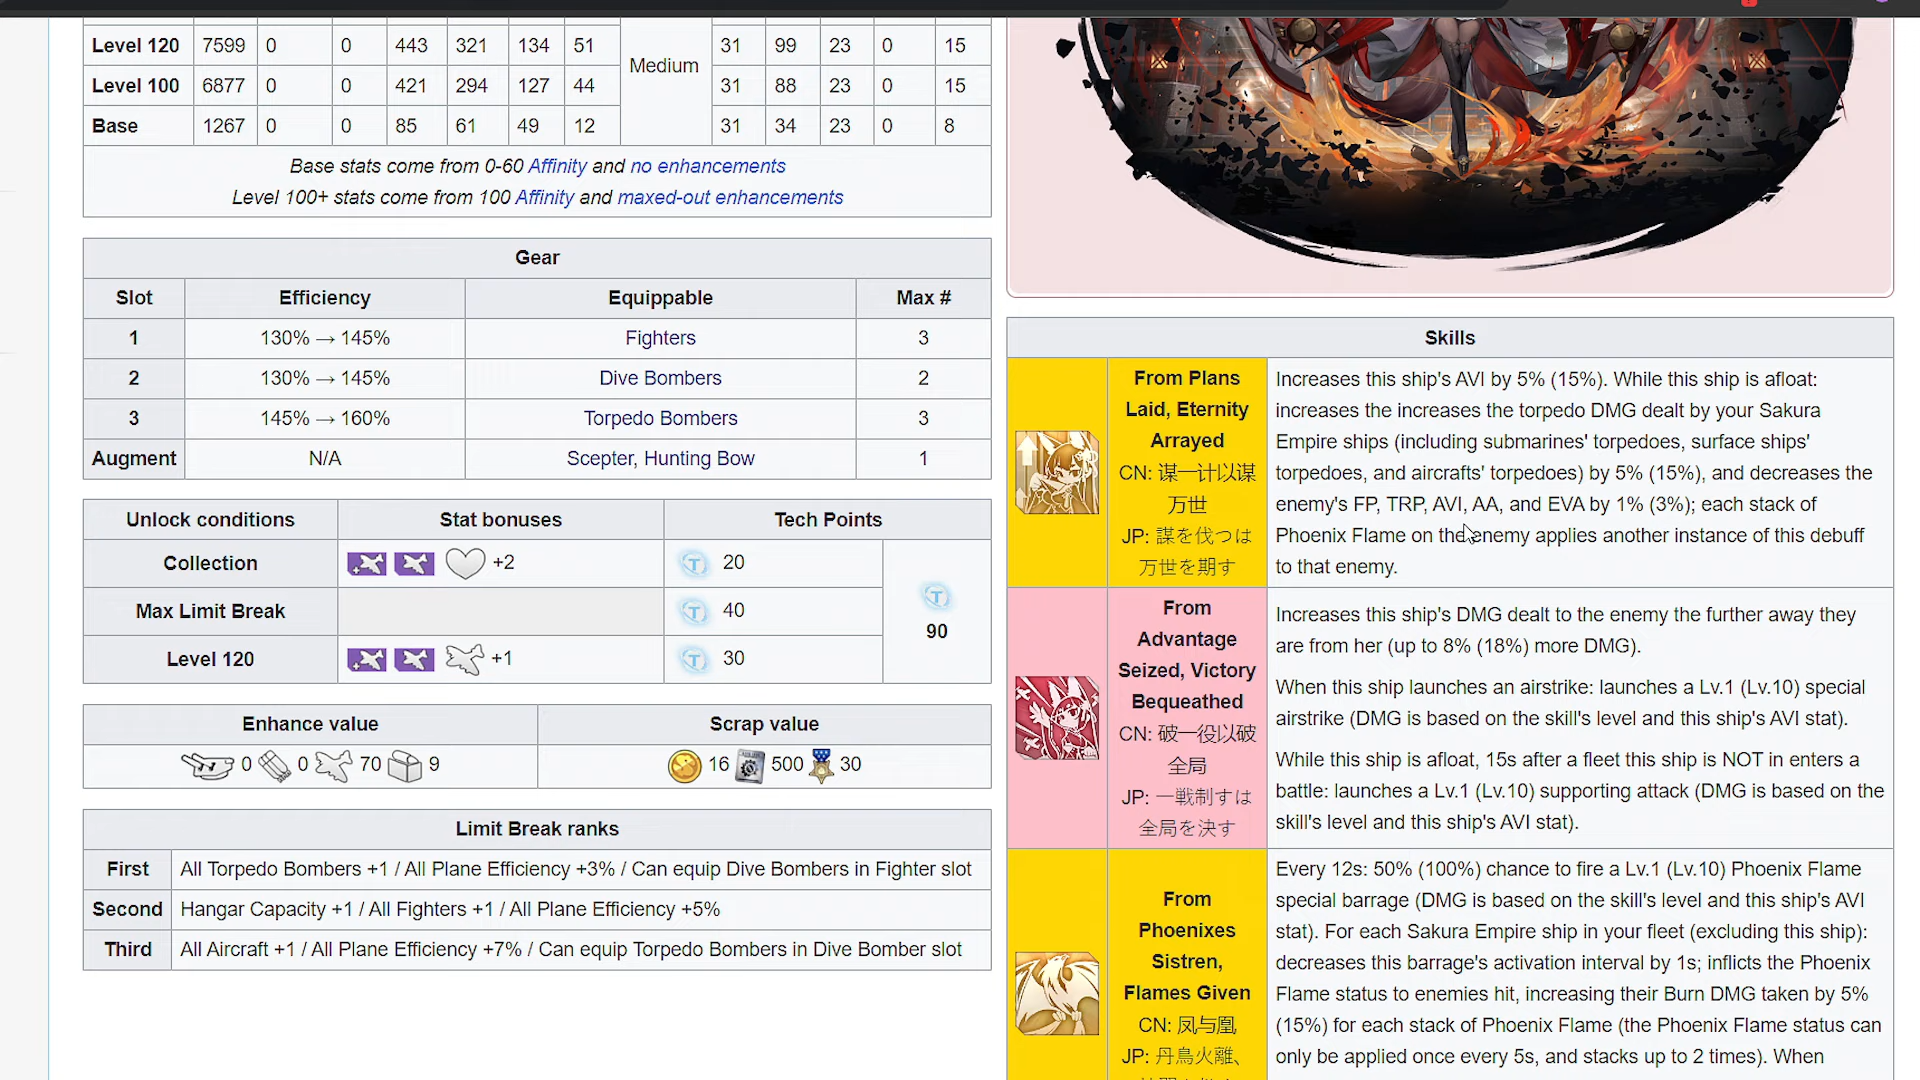 Level 120 7599 0 0 443 321 134 51 Medium 31 99 23 0 15
Level 100 6877 0 0 421 294 127 44 31 88 23 0 15
Base 1267 0 0 85 61 49 12 31 34 23 0 8
Base stats come from 0-60 Affinity and no enhancements
Level 100+ stats come from 100 Affinity and maxed-out enhancements
Gear
Slot Efficiency Equippable Max #
1 130% → 145% Fighters 3
2 130% → 145% Dive Bombers 2
3 145% → 160% Torpedo Bombers 3
Augment N/A Scepter, Hunting Bow 1
Unlock conditions Stat bonuses Tech Points
Collection +2 20
Max Limit Break 40
90
Level 120 +1 30
Enhance value Scrap value
0 0 70 9 16 500 30
Limit Break ranks
First All Torpedo Bombers +1 / All Plane Efficiency +3% / Can equip Dive Bombers in Fighter slot
Second Hangar Capacity +1 / All Fighters +1 / All Plane Efficiency +5%
Third All Aircraft +1 / All Plane Efficiency +7% / Can equip Torpedo Bombers in Dive Bomber slot
Skills
From Plans
Laid, Eternity
Arrayed
CN: 谋一计以谋
万世
JP: 謀を伐つは
万世を期す
Increases this ship's AVI by 5% (15%). While this ship is afloat:
increases the increases the torpedo DMG dealt by your Sakura
Empire ships (including submarines' torpedoes, surface ships'
torpedoes, and aircrafts' torpedoes) by 5% (15%), and decreases the
enemy's FP, TRP, AVI, AA, and EVA by 1% (3%); each stack of
Phoenix Flame on the enemy applies another instance of this debuff
to that enemy.
From
Advantage
Seized, Victory
Bequeathed
CN: 破一役以破
全局
JP: 一戦制すは
全局を決す
Increases this ship's DMG dealt to the enemy the further away they
are from her (up to 8% (18%) more DMG).
When this ship launches an airstrike: launches a Lv.1 (Lv.10) special
airstrike (DMG is based on the skill's level and this ship's AVI stat).
While this ship is afloat, 15s after a fleet this ship is NOT in enters a
battle: launches a Lv.1 (Lv.10) supporting attack (DMG is based on the
skill's level and this ship's AVI stat).
From
Phoenixes
Sistren,
Flames Given
CN: 凤与凰
JP: 丹鳥火離、
Every 12s: 50% (100%) chance to fire a Lv.1 (Lv.10) Phoenix Flame
special barrage (DMG is based on the skill's level and this ship's AVI
stat). For each Sakura Empire ship in your fleet (excluding this ship):
decreases this barrage's activation interval by 1s; inflicts the Phoenix
Flame status to enemies hit, increasing their Burn DMG taken by 5%
(15%) for each stack of Phoenix Flame (the Phoenix Flame status can
only be applied once every 5s, and stacks up to 2 times). When